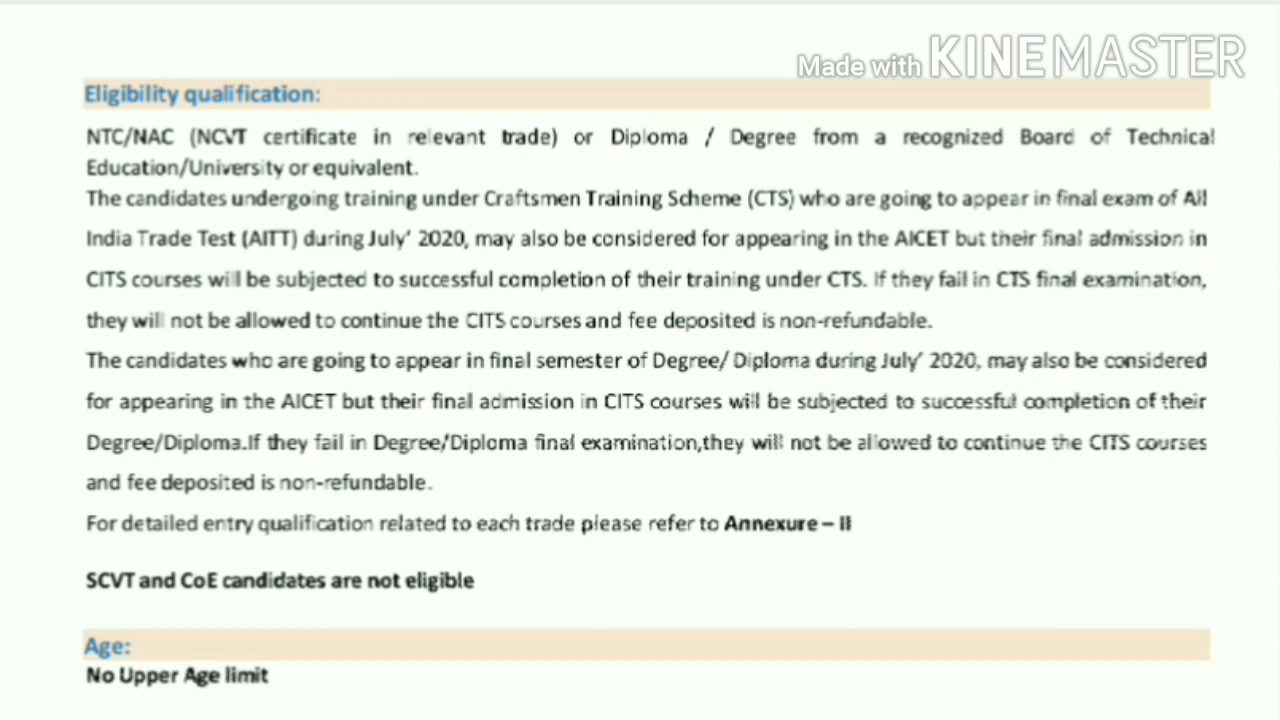 Made with KINEMASTER
Eligibility qualification:
NTC/NAC (NCVT certificate in relevant trade) or Diploma / Degree from a recognized Board of Technical
Education/University or equivalent.
The candidates undergoing training under Craftsmen Training Scheme (CTS) who are going to appear in final exam of All
India Trade Test (AITT) during July' 2020, may also be considered for appearing in the AICET but their final admission in
CITS courses will be subjected to successful completion of their training under CTS. If they fail in CTS final examination,
they will not be allowed to continue the CITS courses and fee deposited is non-refundable.
The candidates who are going to appear in final semester of Degree/ Diploma during July' 2020, may also be considered
for appearing in the AICET but their final admission in CITS courses will be subjected to successful completion of their
Degree/Diploma.If they fail in Degree/Diploma final examination,they will not be allowed to continue the CITS courses
and fee deposited is non-refundable.
For detailed entry qualification related to each trade please refer to Annexure – II
SCVT and CoE candidates are not eligible
Age:
No Upper Age limit